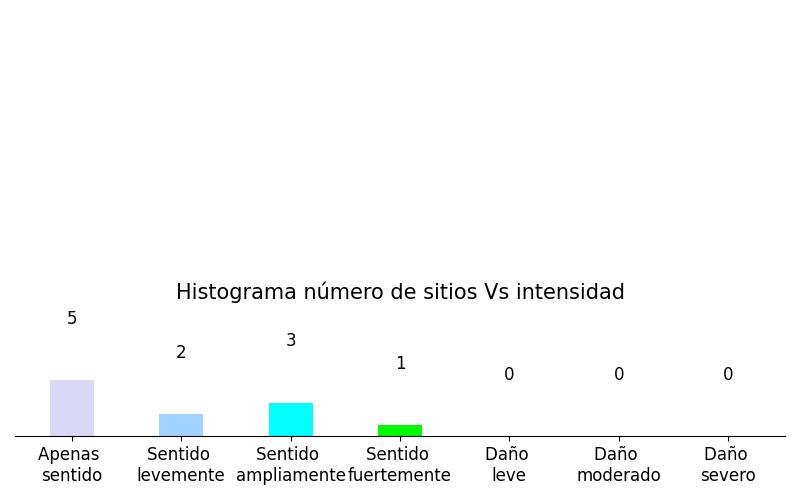 Histograma número de sitios Vs intensidad
5
2
3
1
0
0
0
Apenas
sentido
Sentido
levemente
Sentido
ampliamente
Sentido
fuertemente
Daño
leve
Daño
moderado
Daño
severo